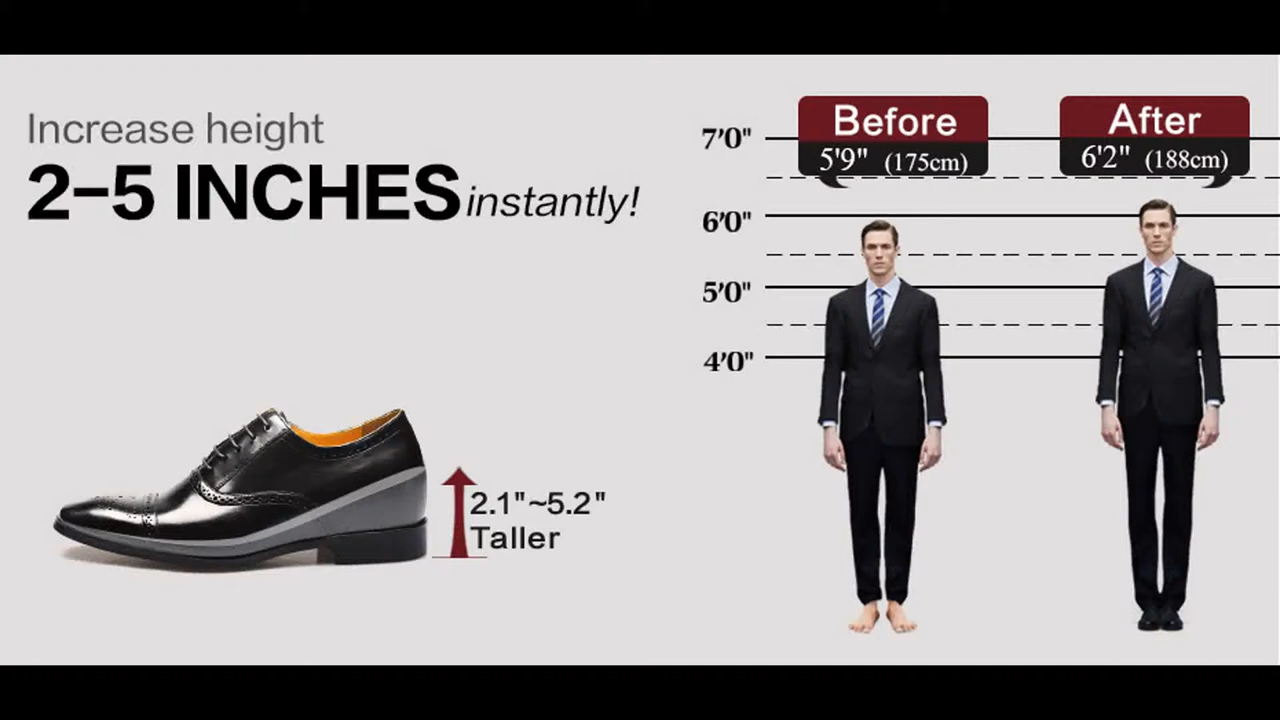 Increase height
2-5 INCHES instantly!
2.1"~5.2"
Taller
Before
5'9" (175cm)
After
6'2" (188cm)
7'0"
6'0"
5'0"
4'0"